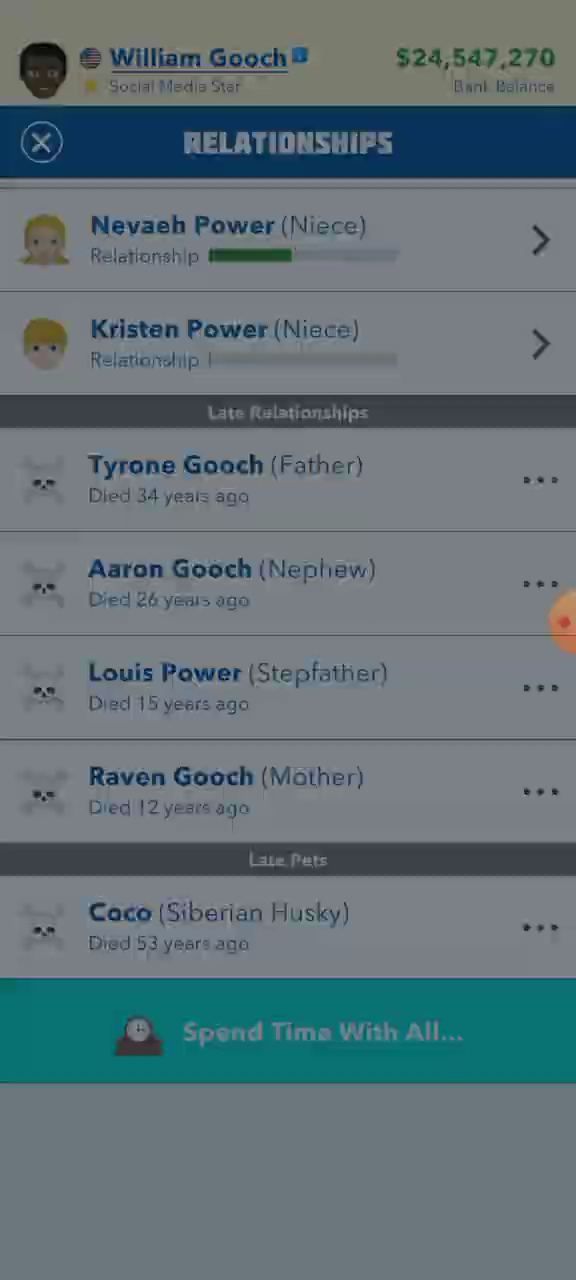 William Gooch
$24,547,270
Social Media Star
Bank Balance
RELATIONSHIPS
Nevaeh Power (Niece)
Relationship
Kristen Power (Niece)
Relationship
Late Relationships
Tyrone Gooch (Father)
Died 34 years ago
Aaron Gooch (Nephew)
Died 26 years ago
Louis Power (Stepfather)
Died 15 years ago
Raven Gooch (Mother)
Died 12 years ago
Late Pets
Coco (Siberian Husky)
Died 53 years ago
Spend Time With All...